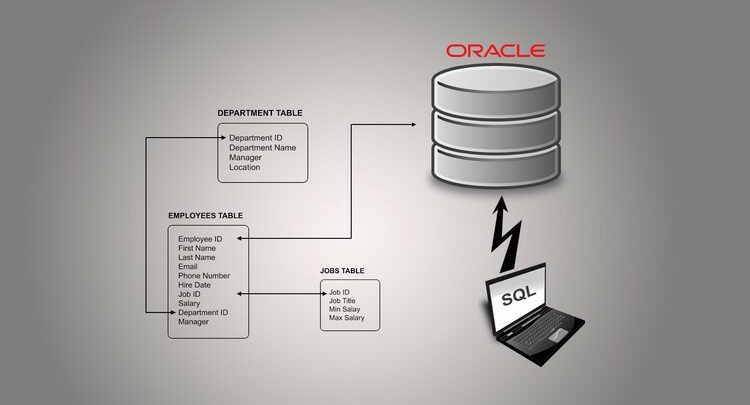 ORACLE
DEPARTMENT TABLE
Department ID
Department Name
Manager
Location
EMPLOYEES TABLE
Employee ID
First Name
Last Name
Email
Phone Number
Hire Date
Job ID
Salary
Department ID
Manager
JOBS TABLE
Job ID
Job Title
Min Salay
Max Salary
SQL